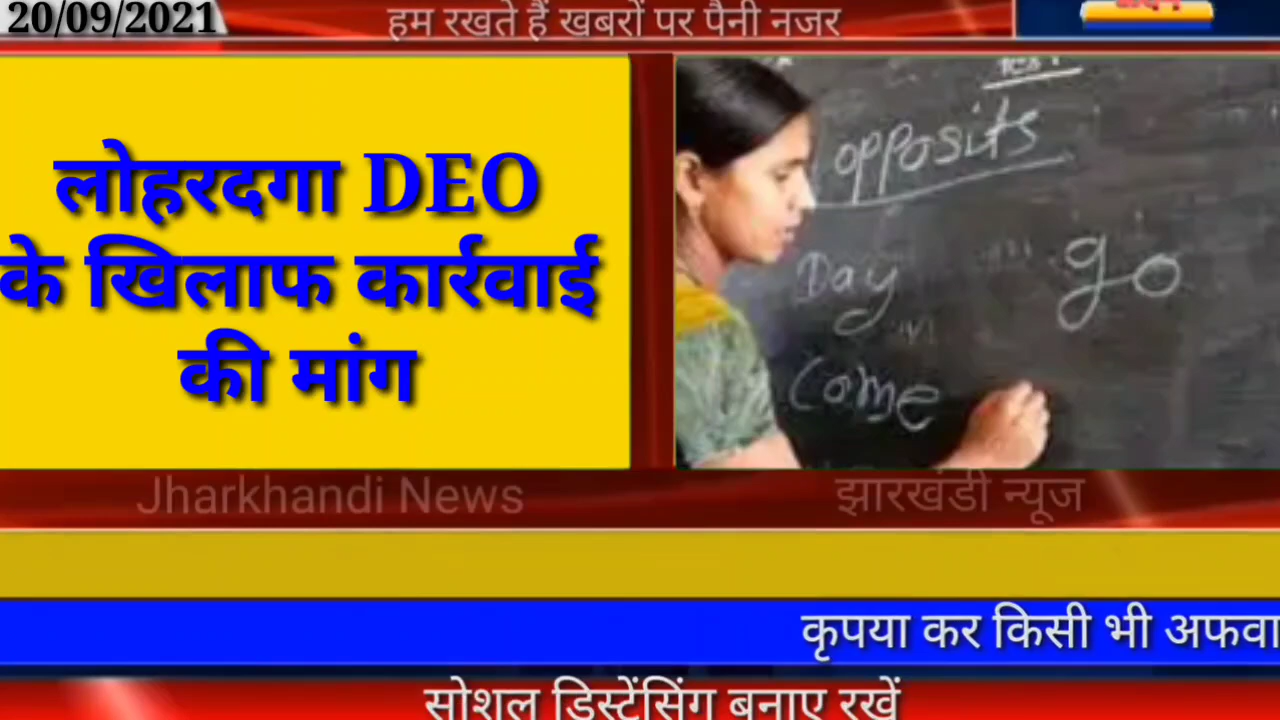 20/09/2021
हम रखते हैं खबरों पर पैनी नजर
लोहरदगा DEO
के खिलाफ कार्रवाई
की मांग
opposits
Day
go
Come
Jharkhandi News
झारखंडी न्यूज
कृपया कर किसी भी अफवा
सोशल डिस्टेंसिंग बनाए रखें